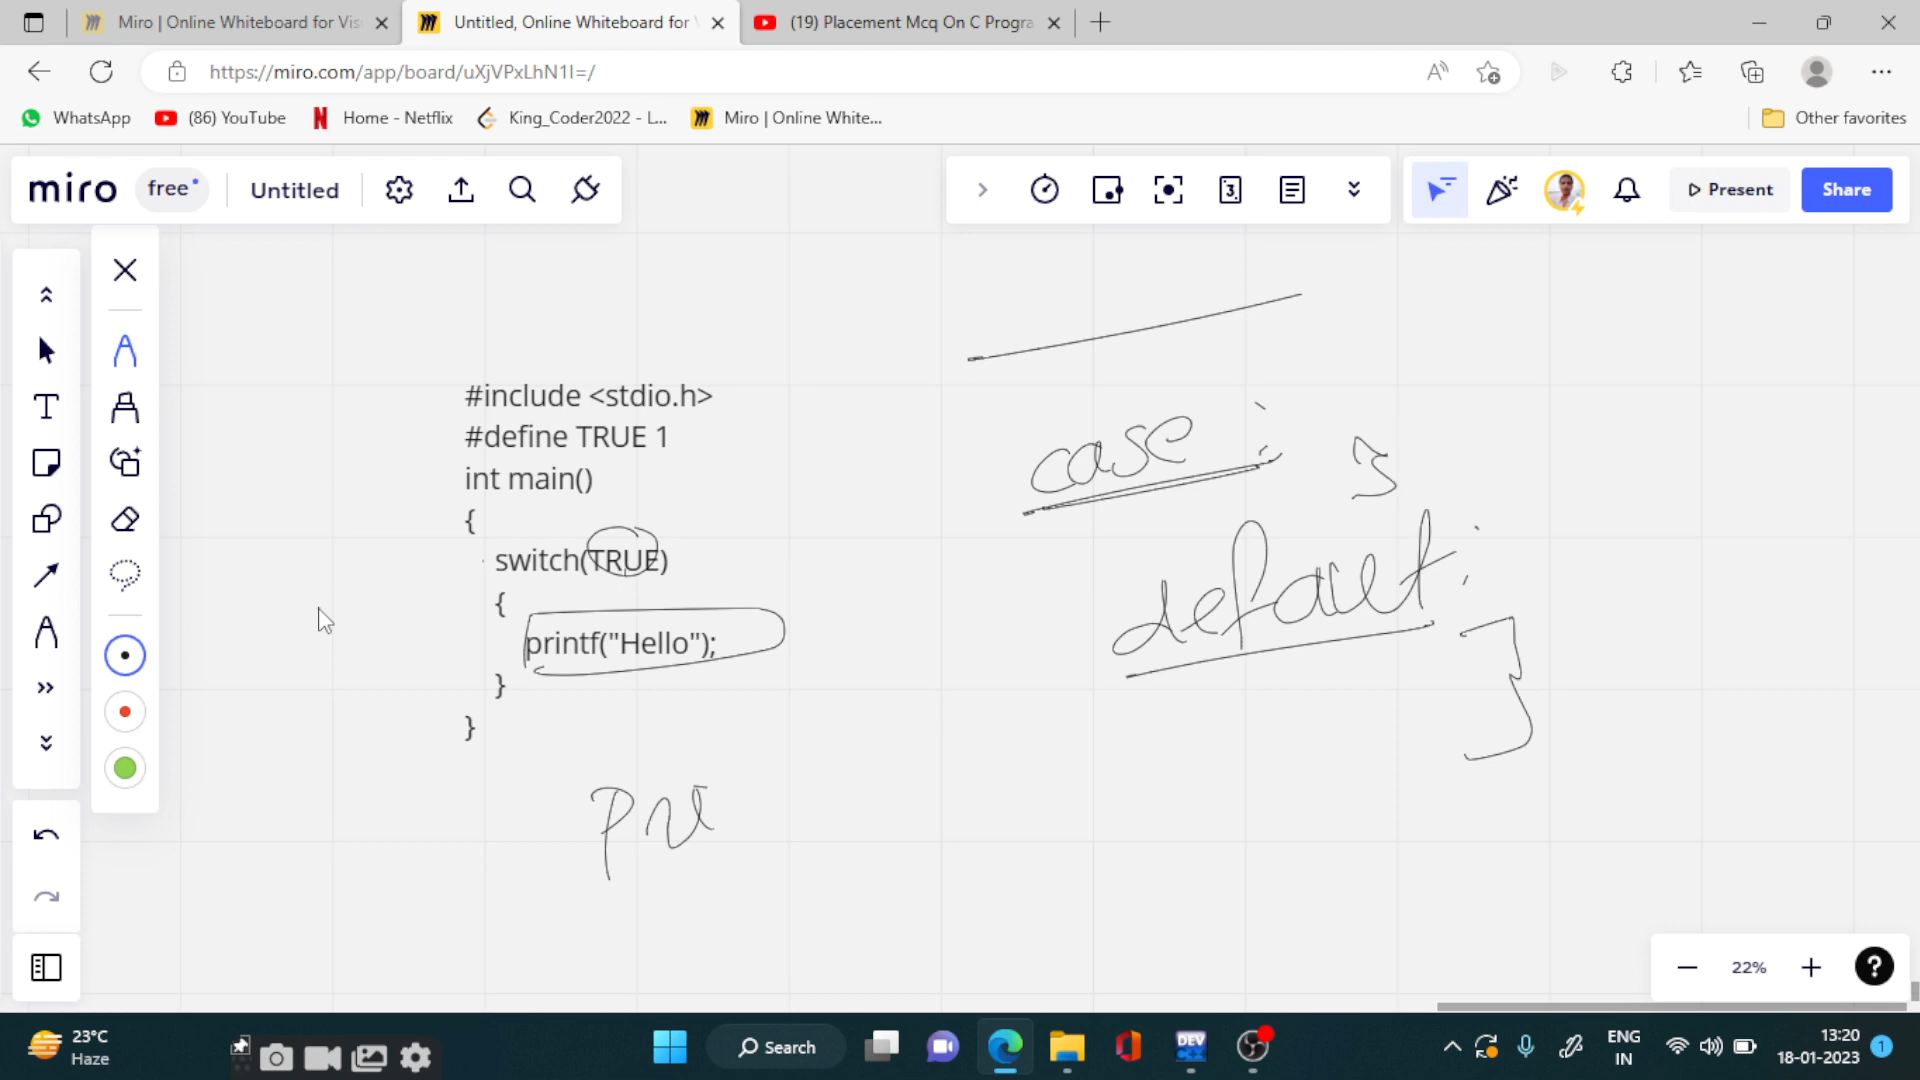 Miro | Online Whiteboard for Vis
Untitled, Online Whiteboard for V
(19) Placement Mcq On C Progra
https://miro.com/app/board/uXjVPxLhN1I=/
WhatsApp
(86) YouTube
Home - Netflix
King_Coder2022 - L...
Miro | Online White...
Other favorites
miro
free
Untitled
3
Present
Share
#include <stdio.h>
#define TRUE 1
int main()
{
switch(TRUE)
{
printf("Hello");
}
}
case :
default :
}
22%
?
23°C
Haze
Search
DEV
C++
ENG
IN
13:20
18-01-2023
1